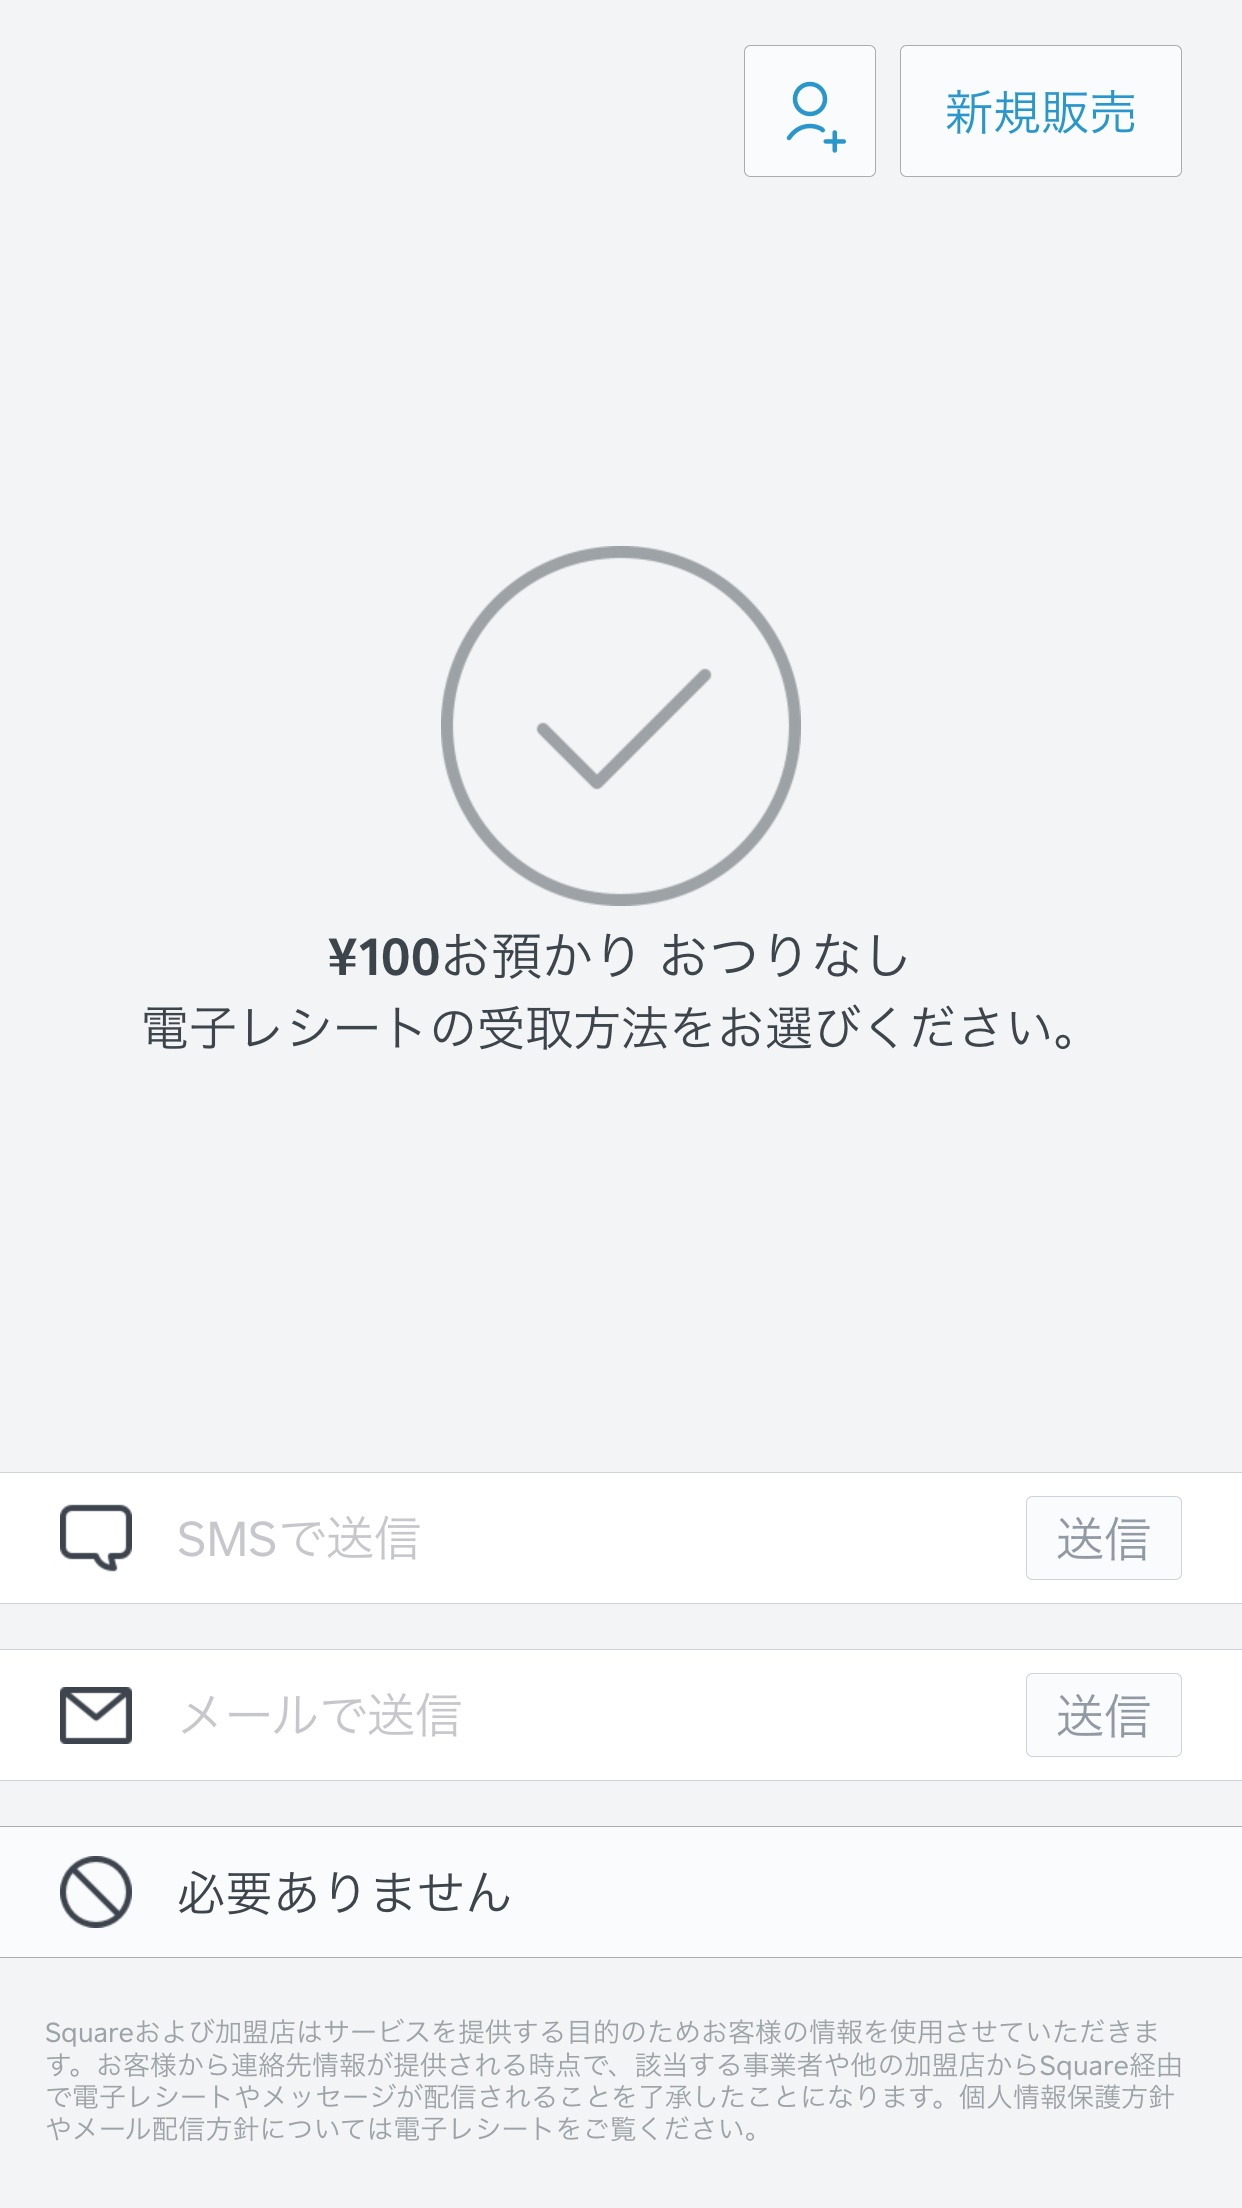 新規販売
¥100お預かり おつりなし
電子レシートの受取方法をお選びください。
SMSで送信
送信
メールで送信
送信
必要ありません
Squareおよび加盟店はサービスを提供する目的のためお客様の情報を使用させていただきま
す。お客様から連絡先情報が提供される時点で、該当する事業者や他の加盟店からSquare経由
で電子レシートやメッセージが配信されることを了承したことになります。個人情報保護方針
やメール配信方針については電子レシートをご覧ください。